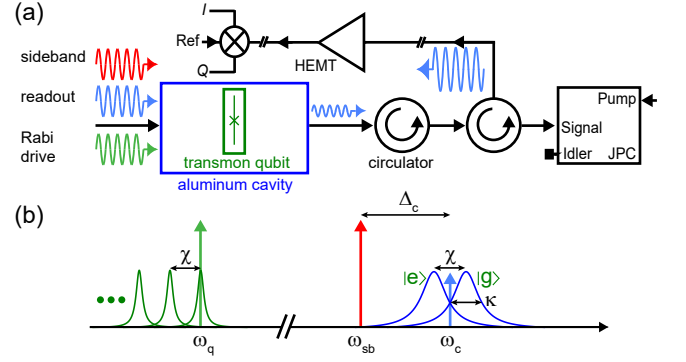 (a)
I
Ref
Q
HEMT
sideband
readout
Rabi
drive
transmon qubit
aluminum cavity
circulator
Pump
Signal
Idler
JPC
(b)
Δc
χ
χ
|e>
|g>
κ
ωq
ωsb
ωc